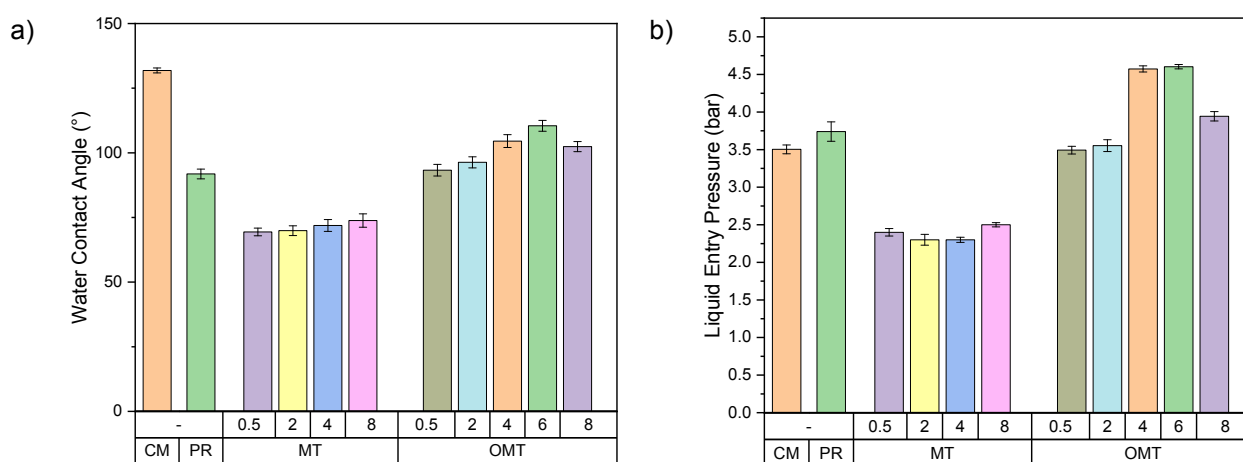 a)
150
100
50
0
Water Contact Angle (°)
- 0.5 2 4 8 0.5 2 4 6 8
CM PR MT OMT
b)
5.0
4.5
4.0
3.5
3.0
2.5
2.0
1.5
1.0
0.5
0.0
Liquid Entry Pressure (bar)
- 0.5 2 4 8 0.5 2 4 6 8
CM PR MT OMT